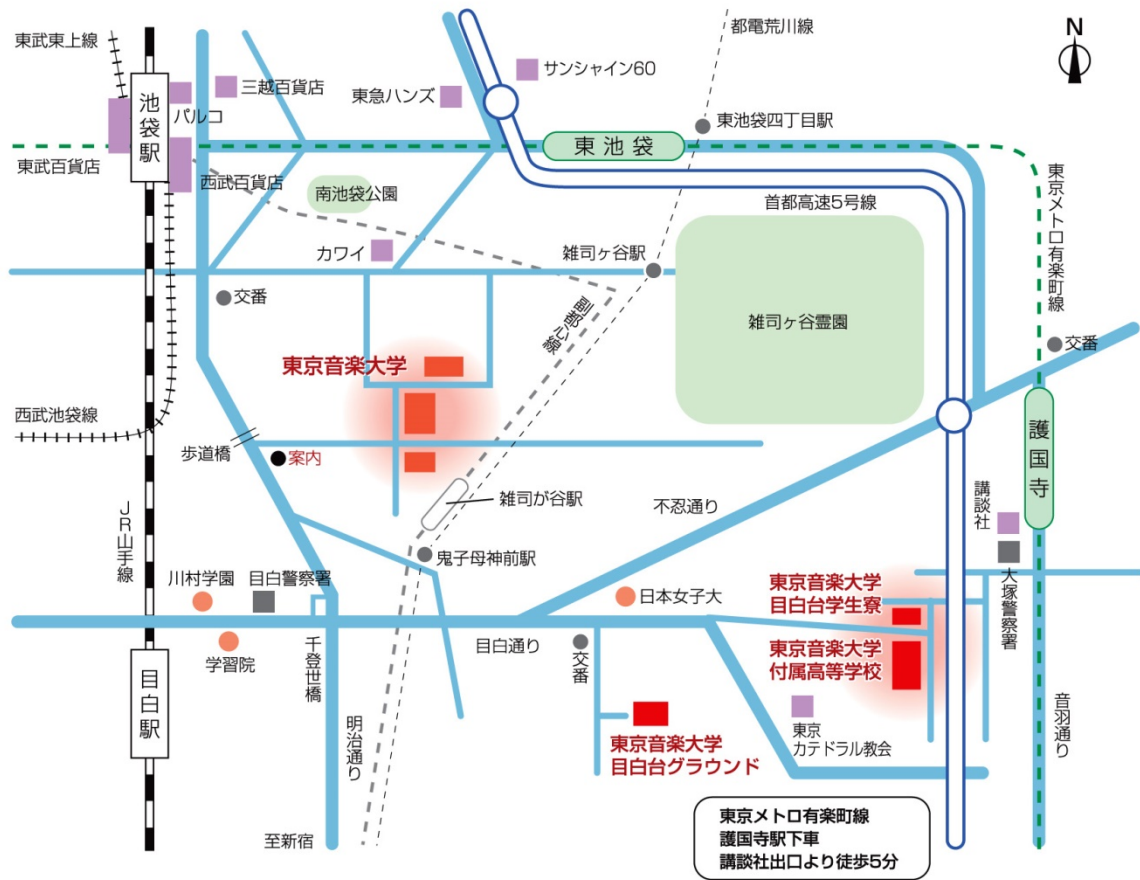 都電荒川線
N
東武東上線
サンシャイン60
三越百貨店
東急ハンズ
池袋駅
パルコ
東池袋四丁目駅
東池袋
東武百貨店
西武百貨店
南池袋公園
首都高速5号線
東京メトロ有楽町線
カワイ
雑司ヶ谷駅
交番
副都心線
雑司ヶ谷霊園
交番
東京音楽大学
西武池袋線
歩道橋
案内
護国寺
雑司が谷駅
不忍通り
講談社
JR山手線
鬼子母神前駅
川村学園
目白警察署
大塚警察署
東京音楽大学
目白台学生寮
日本女子大
学習院
千登世橋
目白通り
交番
東京音楽大学
付属高等学校
目白駅
明治通り
東京
カテドラル教会
音羽通り
東京音楽大学
目白台グラウンド
至新宿
東京メトロ有楽町線
護国寺駅下車
講談社出口より徒歩5分